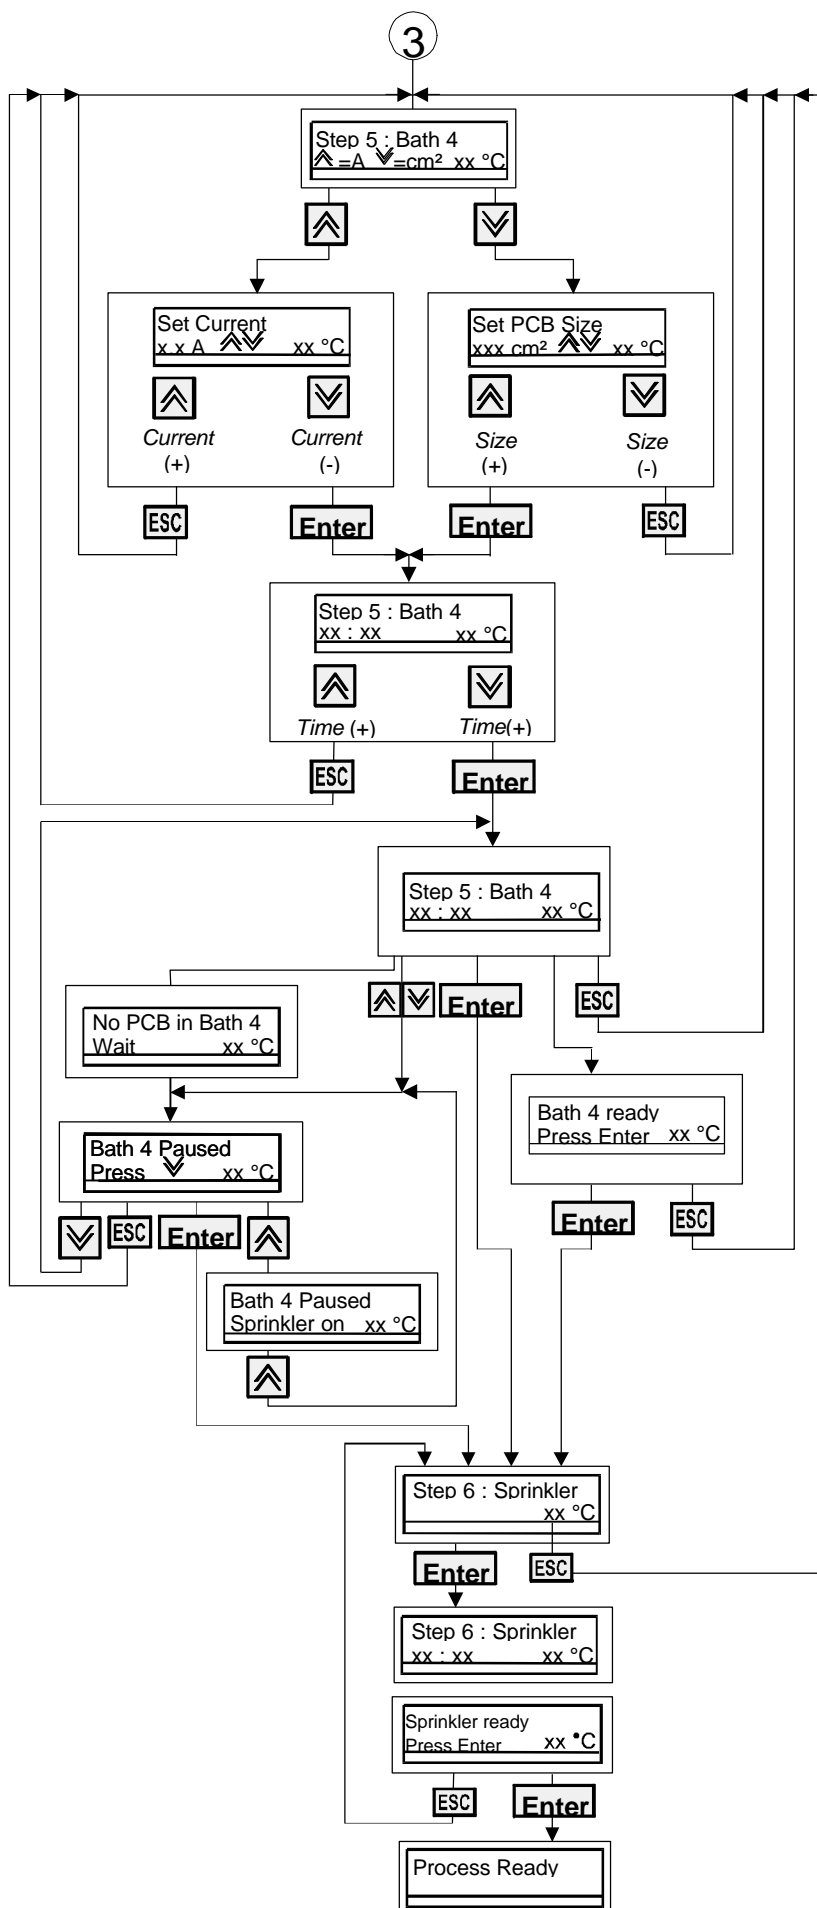 3
Step 5 : Bath 4
=A =cm² xx °C
Set Current
x.x A xx °C
Current
(+)
Current
(-)
ESC
Enter
Set PCB Size
xxx cm² xx °C
Size
(+)
Size
(-)
Enter
ESC
Step 5 : Bath 4
xx : xx xx °C
Time (+)
Time(+)
ESC
Enter
Step 5 : Bath 4
xx : xx xx °C
Enter
ESC
No PCB in Bath 4
Wait xx °C
Bath 4 ready
Press Enter xx °C
Bath 4 Paused
Press xx °C
ESC
Enter
Enter
ESC
Bath 4 Paused
Sprinkler on xx °C
Step 6 : Sprinkler
xx °C
Enter
ESC
Step 6 : Sprinkler
xx : xx xx °C
Sprinkler ready
Press Enter xx °C
ESC
Enter
Process Ready